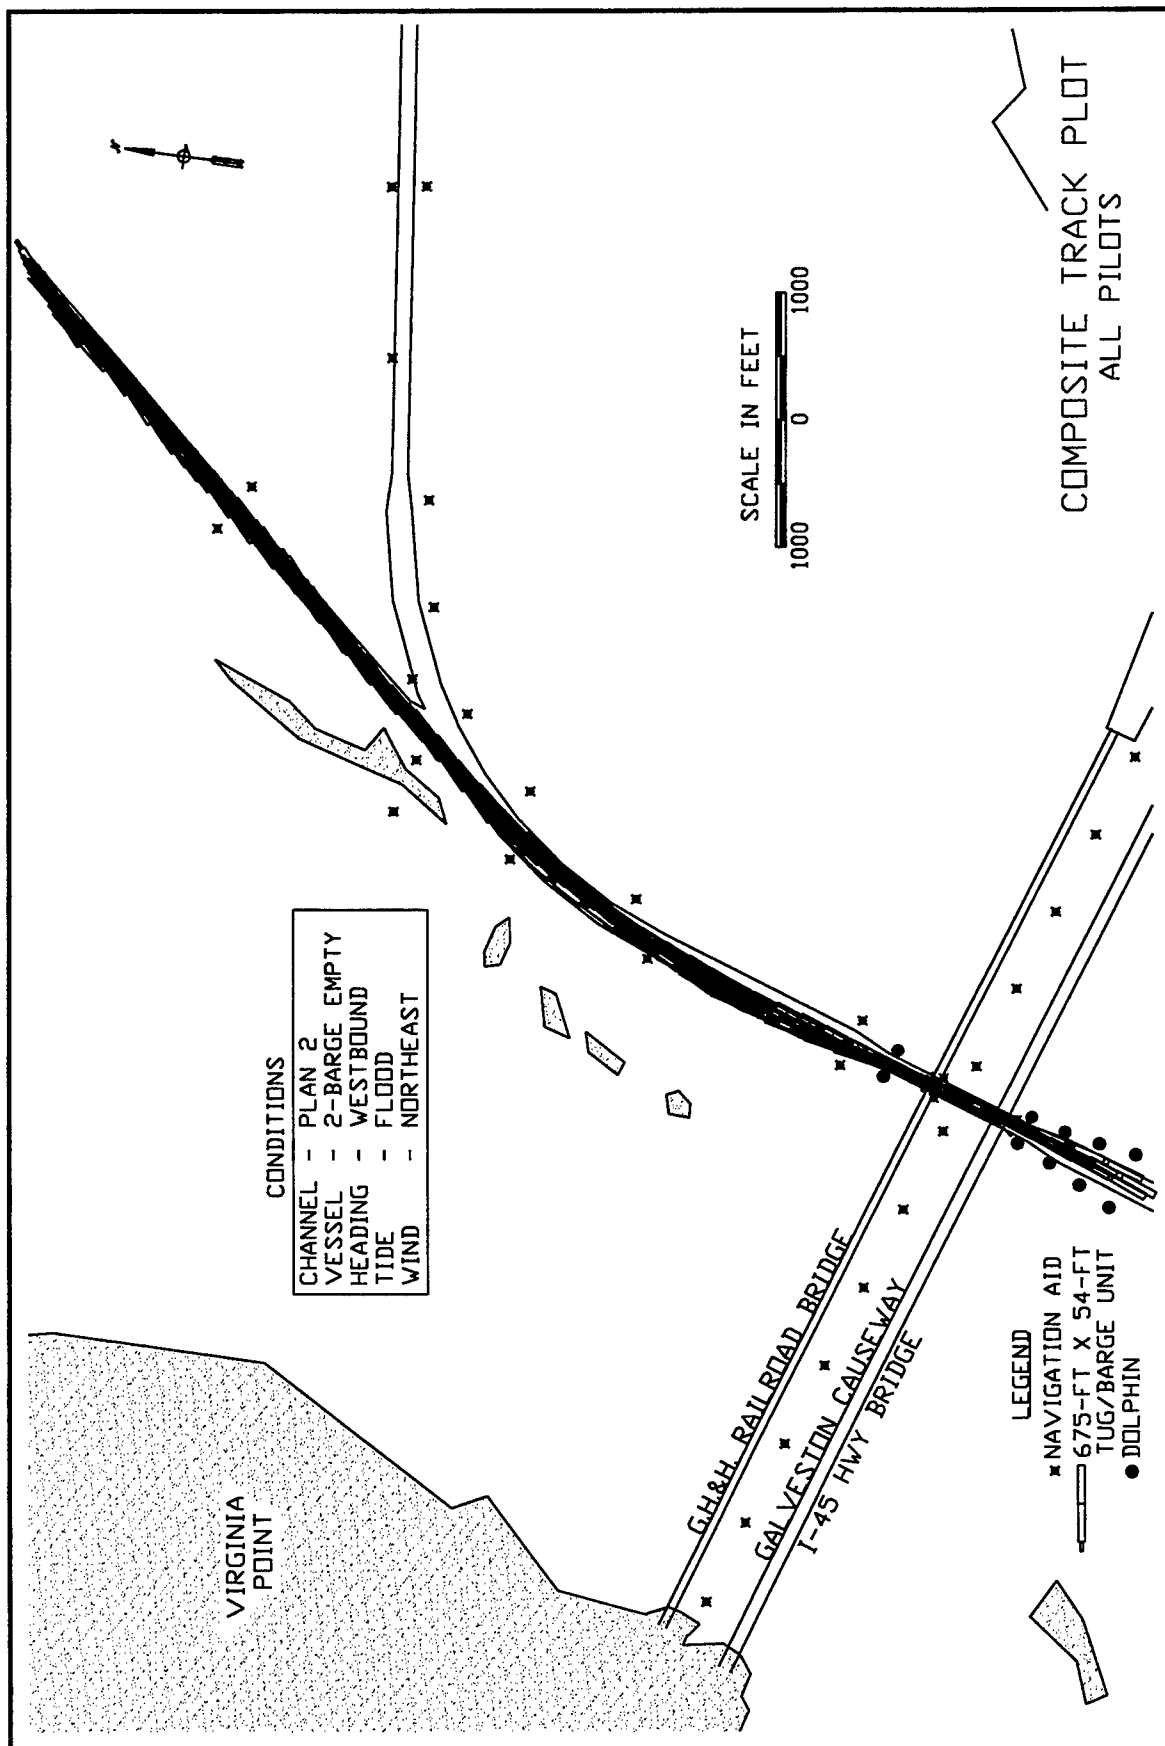 CONDITIONS
CHANNEL - PLAN 2
VESSEL - 2-BARGE EMPTY
HEADING - WESTBOUND
TIDE - FLOOD
WIND - NORTHEAST
N
VIRGINIA
POINT
SCALE IN FEET
1000 0 1000
G.H.&H. RAILROAD BRIDGE
GALVESTON CAUSEWAY
I-45 HWY BRIDGE
LEGEND
NAVIGATION AID
675-FT X 54-FT
TUG/BARGE UNIT
DOLPHIN
COMPOSITE TRACK PLOT
ALL PILOTS